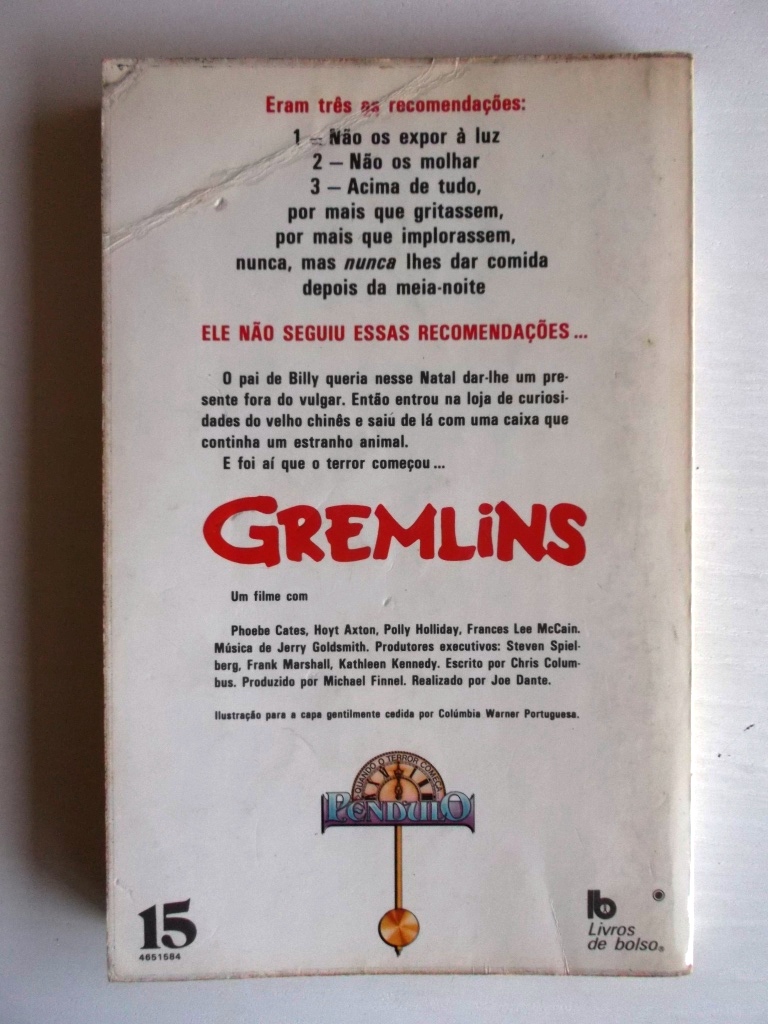 Eram três as recomendações:
1 — Não os expor à luz
2 — Não os molhar
3 — Acima de tudo,
por mais que gritassem,
por mais que implorassem,
nunca, mas nunca lhes dar comida
depois da meia-noite
ELE NÃO SEGUIU ESSAS RECOMENDAÇÕES...
O pai de Billy queria nesse Natal dar-lhe um pre-
sente fora do vulgar. Então entrou na loja de curiosi-
dades do velho chinês e saiu de lá com uma caixa que
continha um estranho animal.
E foi aí que o terror começou...
GREMLiNS
Um filme com
Phoebe Cates, Hoyt Axton, Polly Holliday, Frances Lee McCain.
Música de Jerry Goldsmith. Produtores executivos: Steven Spiel-
berg, Frank Marshall, Kathleen Kennedy. Escrito por Chris Colum-
bus. Produzido por Michael Finnel. Realizado por Joe Dante.
Ilustração para a capa gentilmente cedida por Colúmbia Warner Portuguesa.
QUANDO O TERROR COMEÇA
PENDULO
15
4651584
lb
Livros
de bolso